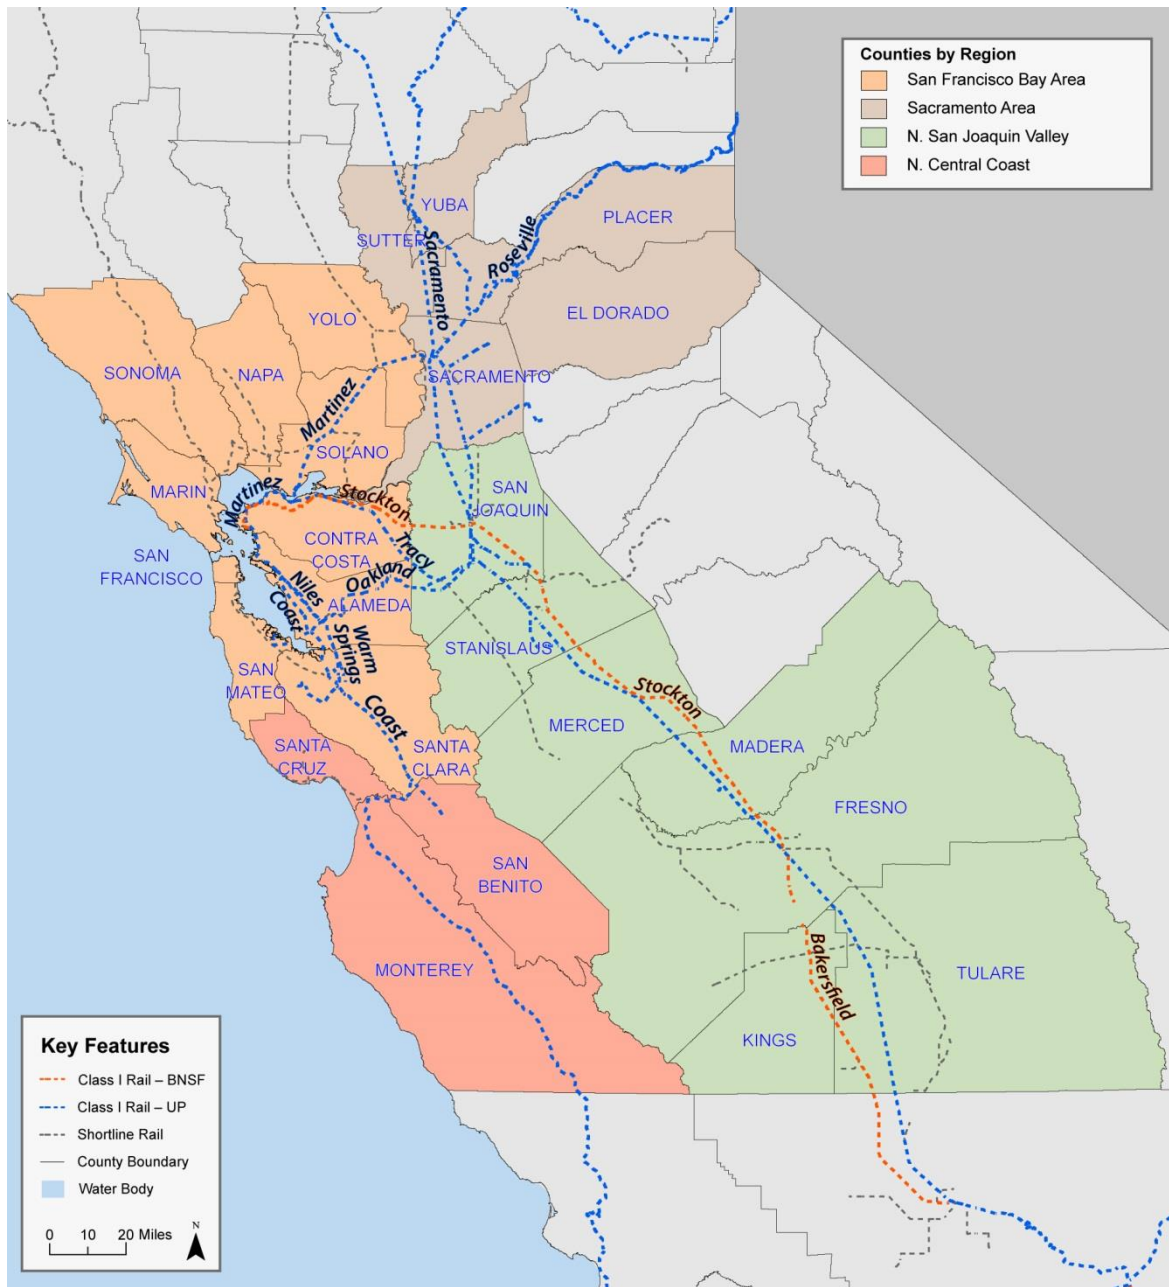 Counties by Region
San Francisco Bay Area
Sacramento Area
N. San Joaquin Valley
N. Central Coast
YUBA
PLACER
SUTTER
Sacramento
Roseville
EL DORADO
YOLO
SONOMA
NAPA
SACRAMENTO
Martinez
SOLANO
MARIN
Martinez
Stockton
SAN
JOAQUIN
CONTRA
COSTA
Tracy
SAN
FRANCISCO
Niles
Oakland
Coast
ALAMEDA
Warm
Springs
STANISLAUS
SAN
MATEO
Coast
Stockton
MERCED
SANTA
CRUZ
SANTA
CLARA
MADERA
FRESNO
SAN
BENITO
MONTEREY
Bakersfield
TULARE
KINGS
Key Features
Class I Rail – BNSF
Class I Rail – UP
Shortline Rail
County Boundary
Water Body
0 10 20 Miles
N